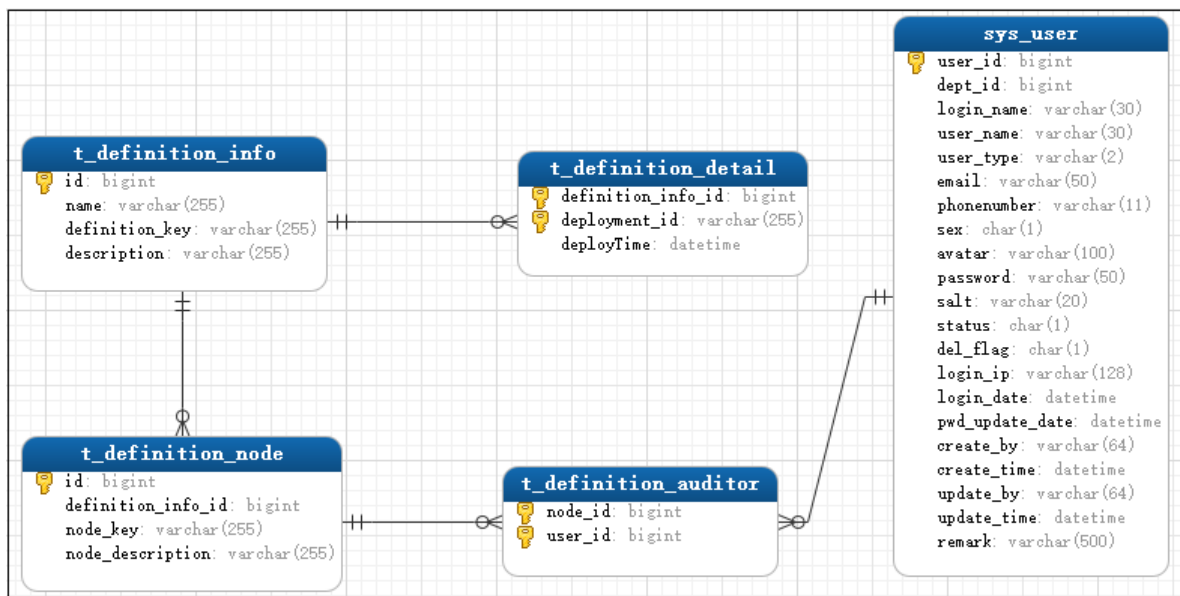 t_definition_info
id: bigint
name: varchar(255)
definition_key: varchar(255)
description: varchar(255)
t_definition_detail
definition_info_id: bigint
deployment_id: varchar(255)
deployTime: datetime
sys_user
user_id: bigint
dept_id: bigint
login_name: varchar(30)
user_name: varchar(30)
user_type: varchar(2)
email: varchar(50)
phonenumber: varchar(11)
sex: char(1)
avatar: varchar(100)
password: varchar(50)
salt: varchar(20)
status: char(1)
del_flag: char(1)
login_ip: varchar(128)
login_date: datetime
pwd_update_date: datetime
create_by: varchar(64)
create_time: datetime
update_by: varchar(64)
update_time: datetime
remark: varchar(500)
t_definition_node
id: bigint
definition_info_id: bigint
node_key: varchar(255)
node_description: varchar(255)
t_definition_auditor
node_id: bigint
user_id: bigint